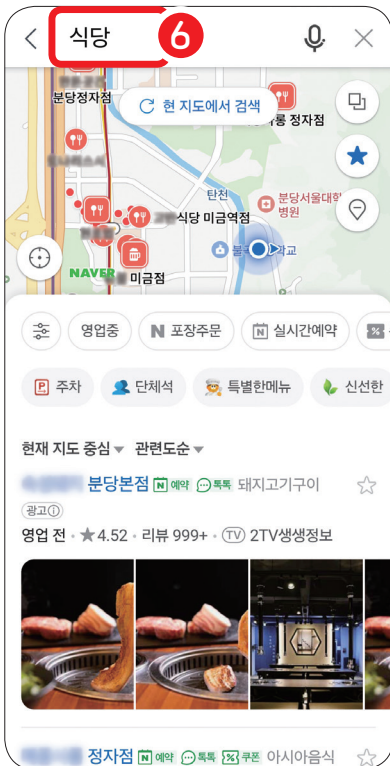 식당
6
분당정자점
현 지도에서 검색
정자점
탄천
분당서울대
병원
식당 미금역점
NAVER
미금점
영업중
N 포장주문
N 실시간예약
%
P 주차
단체석
특별한메뉴
신선한
현재 지도 중심 관련도순
분당본점 N 예약 톡톡 돼지고기구이
광고
영업 전 · ★4.52 · 리뷰 999+ · TV 2TV생생정보
정자점 N 예약 톡톡 % 쿠폰 아시아음식